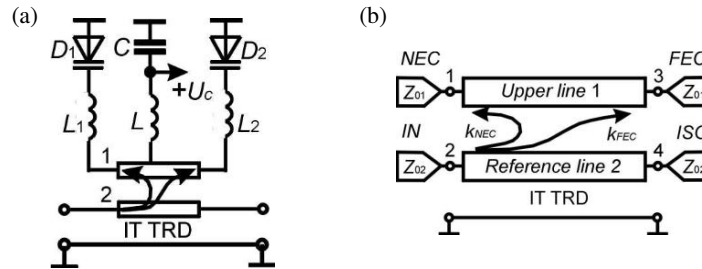 (a)
D1
C
D2
+Uc
L1
L
L2
1
2
IT TRD
(b)
NEC
FEC
1
3
Z01
Upper line 1
Z01
IN
kNEC
kFEC
ISO
2
4
Z02
Reference line 2
Z02
IT TRD